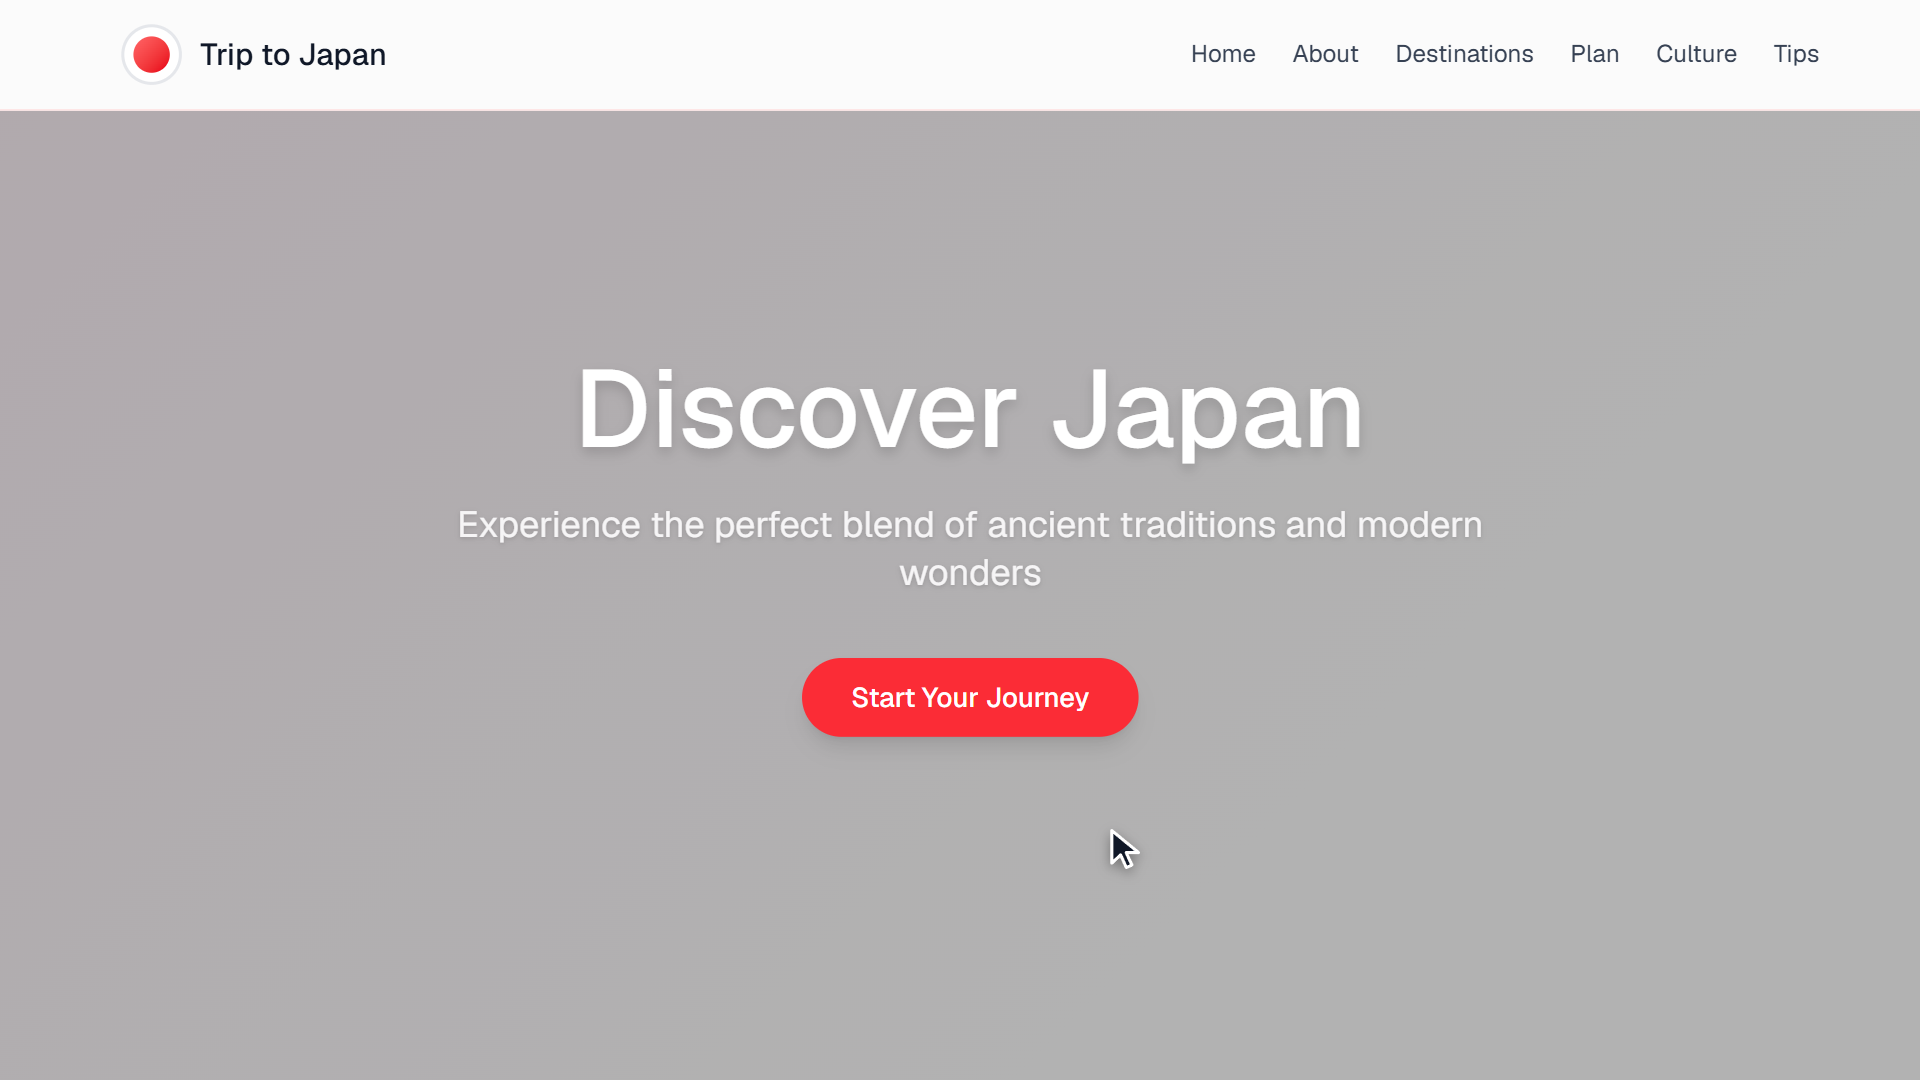 Trip to Japan
Home About Destinations Plan Culture Tips
Discover Japan
Experience the perfect blend of ancient traditions and modern
wonders
Start Your Journey